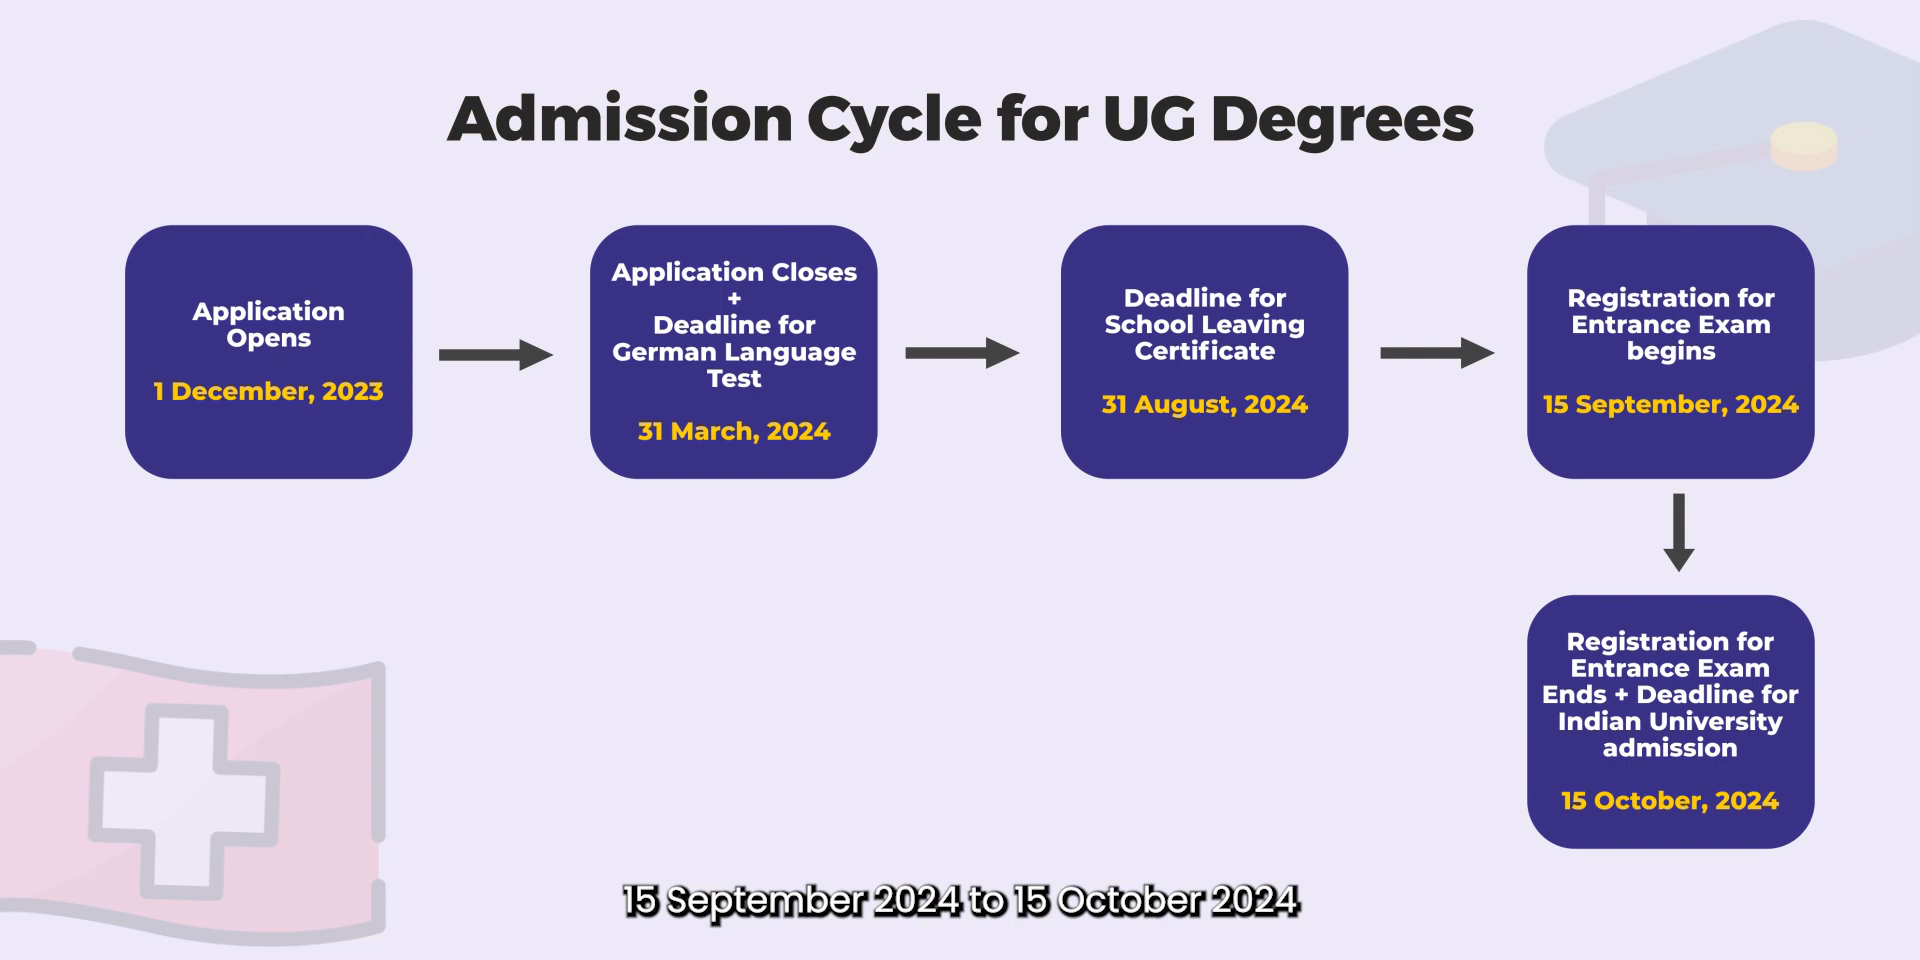 Admission Cycle for UG Degrees
Application
Opens
1 December, 2023
Application Closes
+
Deadline for
German Language
Test
31 March, 2024
Deadline for
School Leaving
Certificate
31 August, 2024
Registration for
Entrance Exam
begins
15 September, 2024
Registration for
Entrance Exam
Ends + Deadline for
Indian University
admission
15 October, 2024
15 September 2024 to 15 October 2024